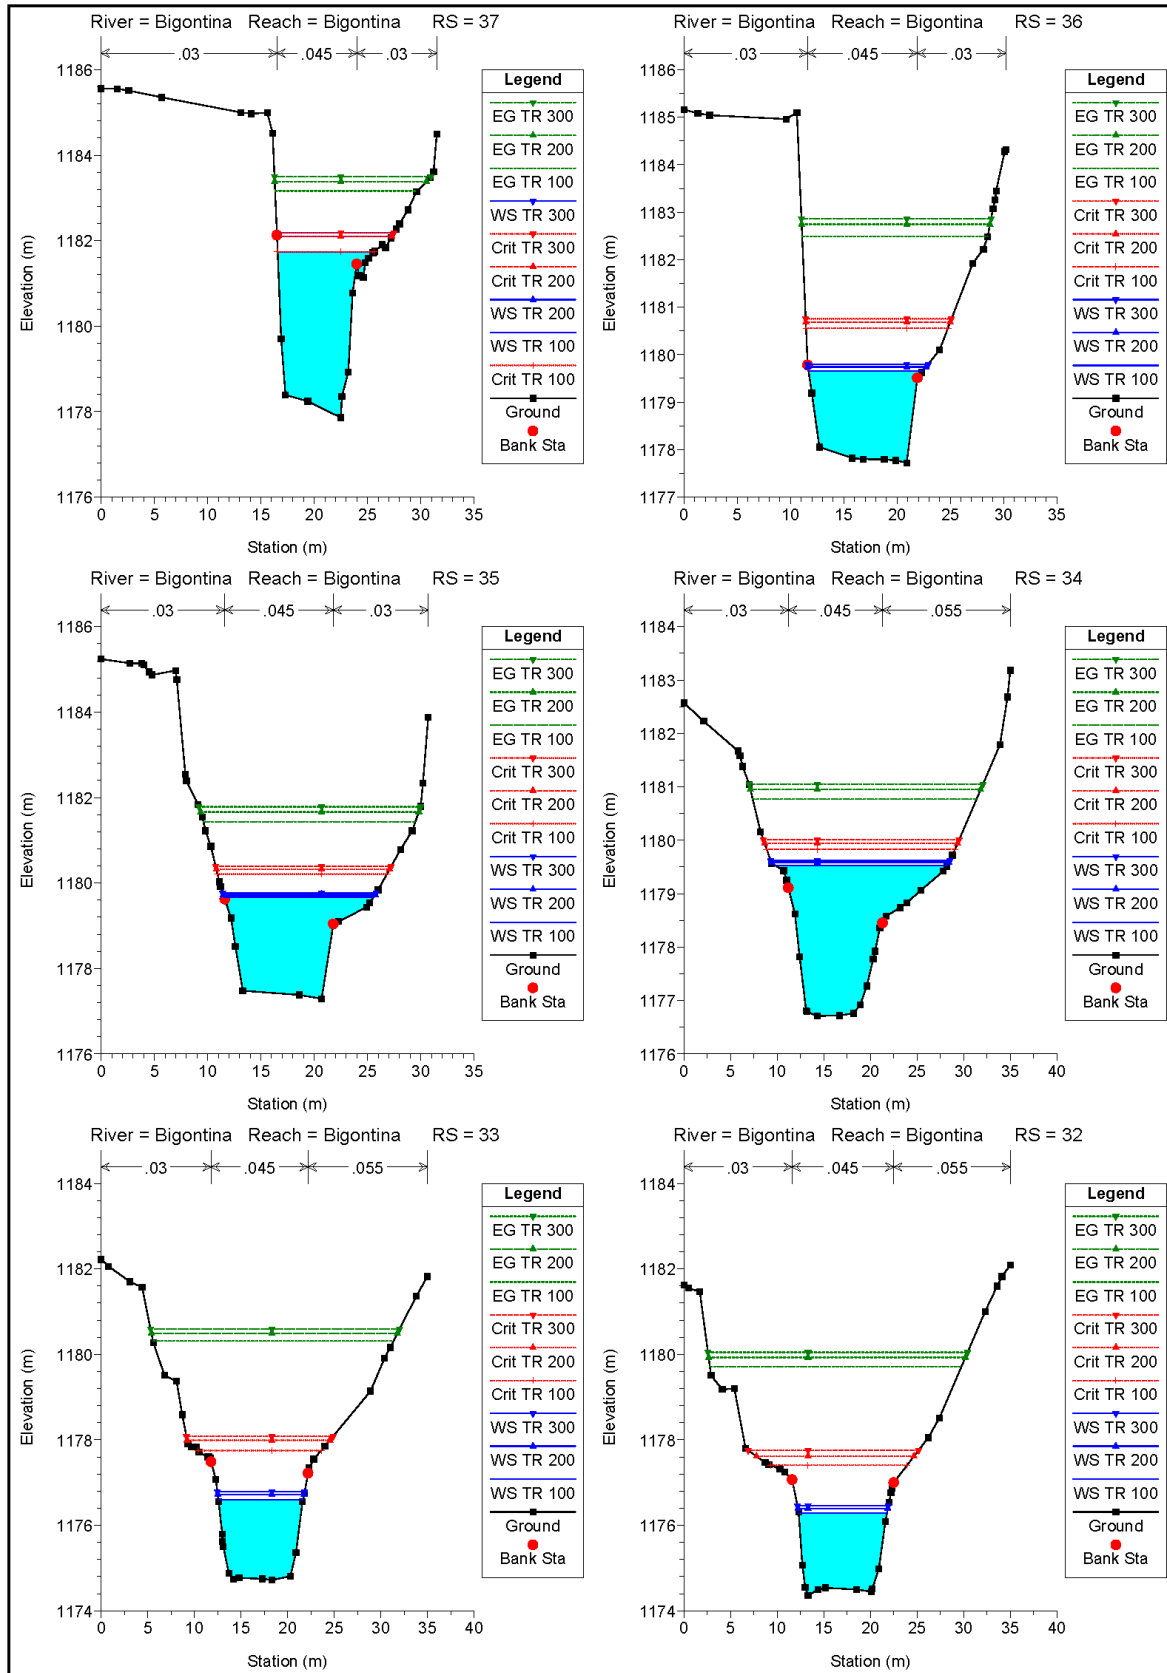 River = Bigontina Reach = Bigontina RS = 37
.03 .045 .03
Elevation (m)
1186
1184
1182
1180
1178
1176
0 5 10 15 20 25 30 35
Station (m)
Legend
EG TR 300
EG TR 200
EG TR 100
WS TR 300
Crit TR 300
Crit TR 200
WS TR 200
WS TR 100
Crit TR 100
Ground
Bank Sta
River = Bigontina Reach = Bigontina RS = 36
.03 .045 .03
Elevation (m)
1186
1185
1184
1183
1182
1181
1180
1179
1178
1177
0 5 10 15 20 25 30 35
Station (m)
Legend
EG TR 300
EG TR 200
EG TR 100
Crit TR 300
Crit TR 200
Crit TR 100
WS TR 300
WS TR 200
WS TR 100
Ground
Bank Sta
River = Bigontina Reach = Bigontina RS = 35
.03 .045 .03
Elevation (m)
1186
1184
1182
1180
1178
1176
0 5 10 15 20 25 30 35
Station (m)
Legend
EG TR 300
EG TR 200
EG TR 100
Crit TR 300
Crit TR 200
Crit TR 100
WS TR 300
WS TR 200
WS TR 100
Ground
Bank Sta
River = Bigontina Reach = Bigontina RS = 34
.03 .045 .055
Elevation (m)
1184
1183
1182
1181
1180
1179
1178
1177
1176
0 5 10 15 20 25 30 35 40
Station (m)
Legend
EG TR 300
EG TR 200
EG TR 100
Crit TR 300
Crit TR 200
Crit TR 100
WS TR 300
WS TR 200
WS TR 100
Ground
Bank Sta
River = Bigontina Reach = Bigontina RS = 33
.03 .045 .055
Elevation (m)
1184
1182
1180
1178
1176
1174
0 5 10 15 20 25 30 35 40
Station (m)
Legend
EG TR 300
EG TR 200
EG TR 100
Crit TR 300
Crit TR 200
Crit TR 100
WS TR 300
WS TR 200
WS TR 100
Ground
Bank Sta
River = Bigontina Reach = Bigontina RS = 32
.03 .045 .055
Elevation (m)
1184
1182
1180
1178
1176
1174
0 5 10 15 20 25 30 35 40
Station (m)
Legend
EG TR 300
EG TR 200
EG TR 100
Crit TR 300
Crit TR 200
Crit TR 100
WS TR 300
WS TR 200
WS TR 100
Ground
Bank Sta